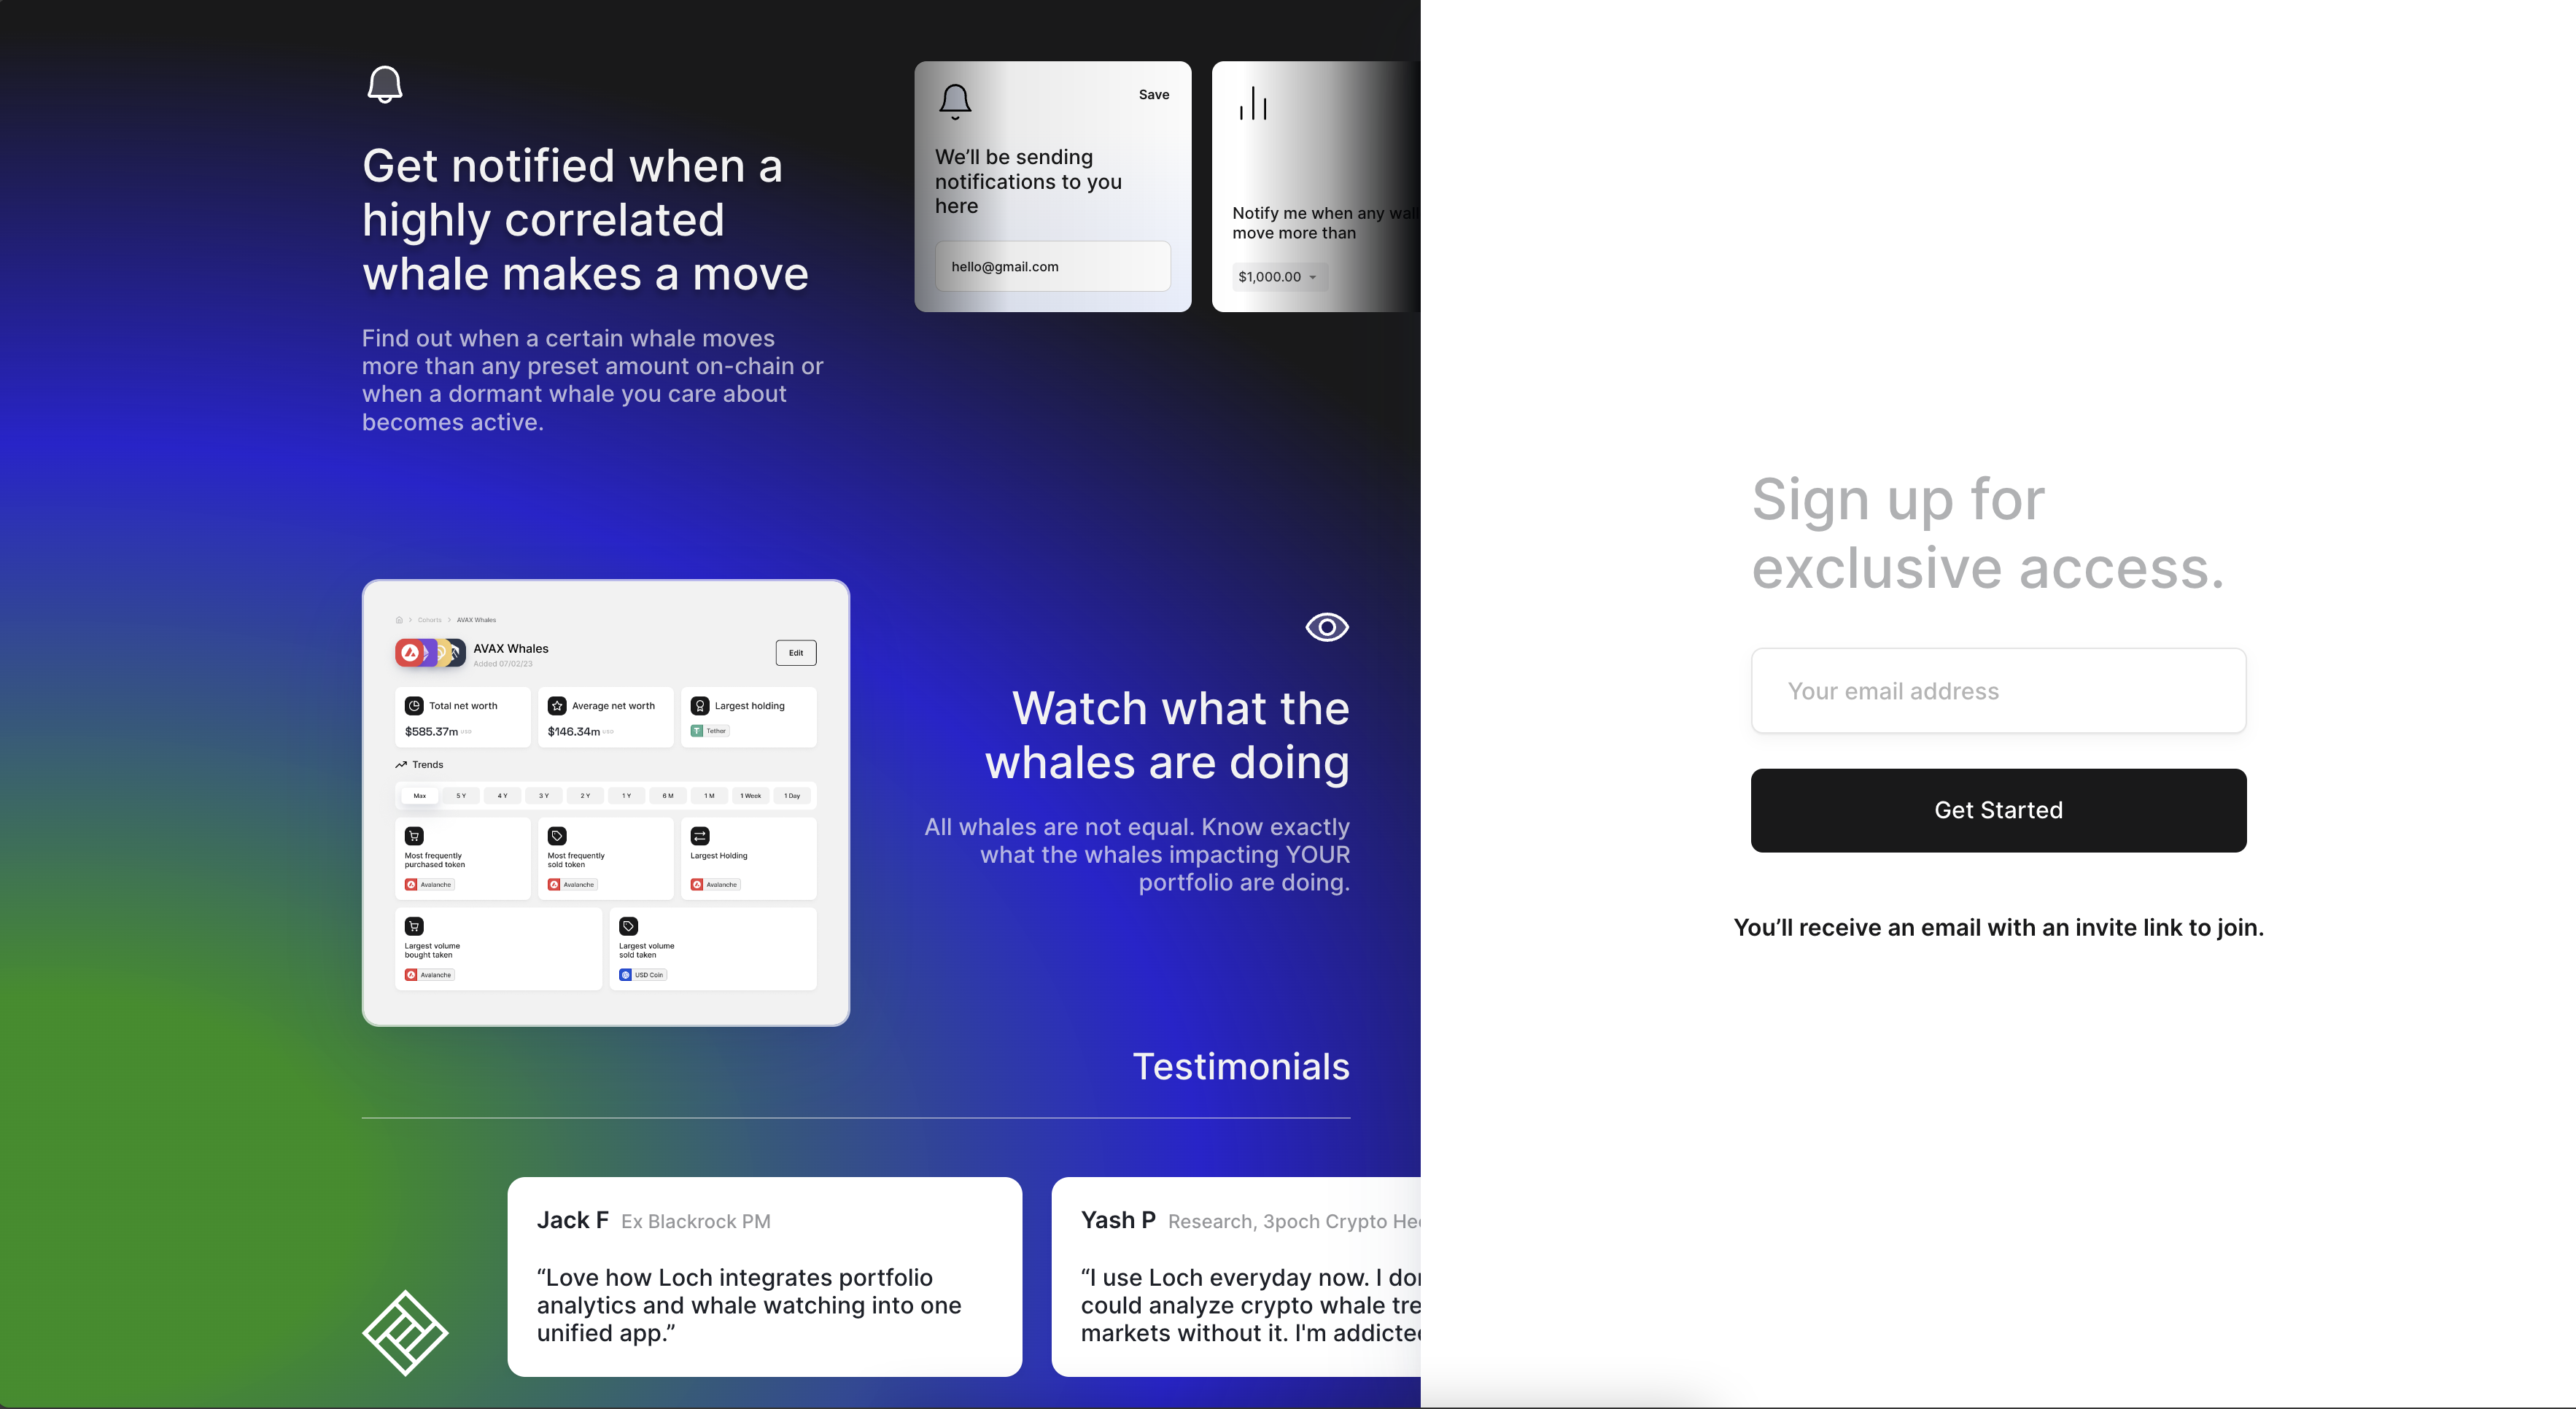 Get notified when a
highly correlated
whale makes a move
Find out when a certain whale moves
more than any preset amount on-chain or
when a dormant whale you care about
becomes active.
Save
We’ll be sending
notifications to you
here
hello@gmail.com
Notify me when any wal
move more than
$1,000.00
Cohorts AVAX Whales
AVAX Whales
Added 07/02/23
Edit
Total net worth
$585.37m USD
Average net worth
$146.34m USD
Largest holding
Tether
Trends
Max 5 Y 4 Y 3 Y 2 Y 1 Y 6 M 1 M 1 Week 1 Day
Most frequently
purchased token
Avalanche
Most frequently
sold token
Avalanche
Largest Holding
Avalanche
Largest volume
bought taken
Avalanche
Largest volume
sold taken
USD Coin
Watch what the
whales are doing
All whales are not equal. Know exactly
what the whales impacting YOUR
portfolio are doing.
Testimonials
Jack F Ex Blackrock PM
“Love how Loch integrates portfolio
analytics and whale watching into one
unified app.”
Yash P Research, 3poch Crypto He
“I use Loch everyday now. I don
could analyze crypto whale tre
markets without it. I'm addicted
Sign up for
exclusive access.
Your email address
Get Started
You’ll receive an email with an invite link to join.